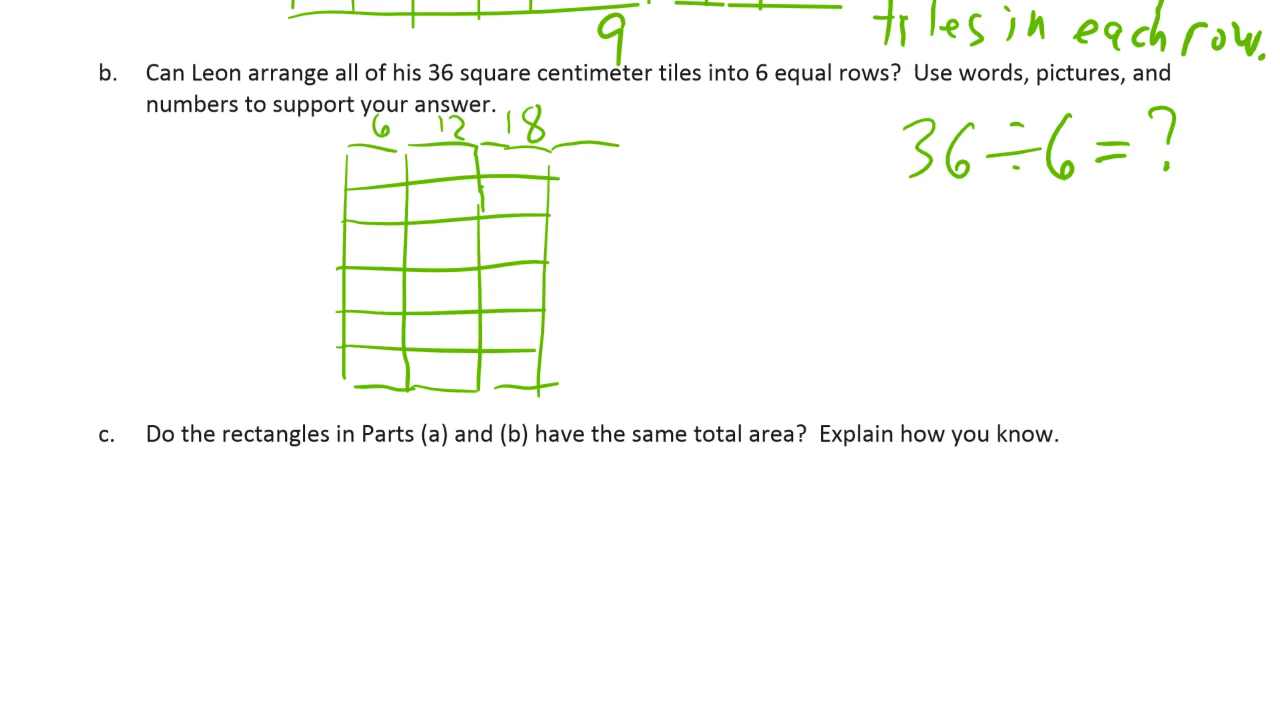 9
tiles in each row.
b. Can Leon arrange all of his 36 square centimeter tiles into 6 equal rows? Use words, pictures, and
numbers to support your answer.
6 12 18
36 ÷ 6 = ?
c. Do the rectangles in Parts (a) and (b) have the same total area? Explain how you know.